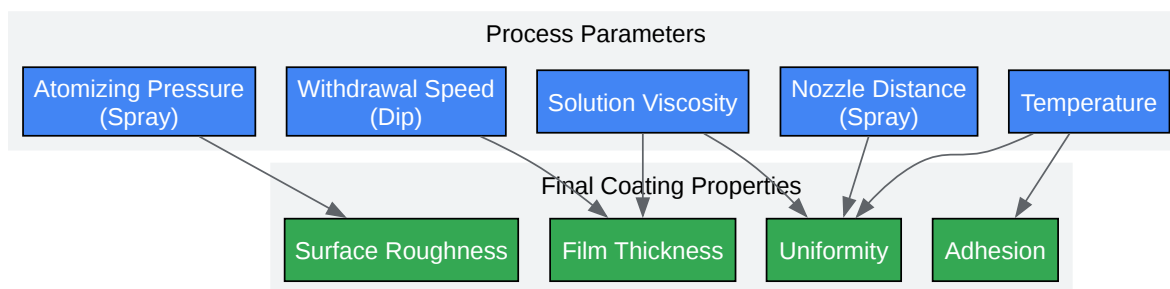 Process Parameters
Atomizing Pressure
(Spray)
Withdrawal Speed
(Dip)
Solution Viscosity
Nozzle Distance
(Spray)
Temperature
Final Coating Properties
Surface Roughness
Film Thickness
Uniformity
Adhesion